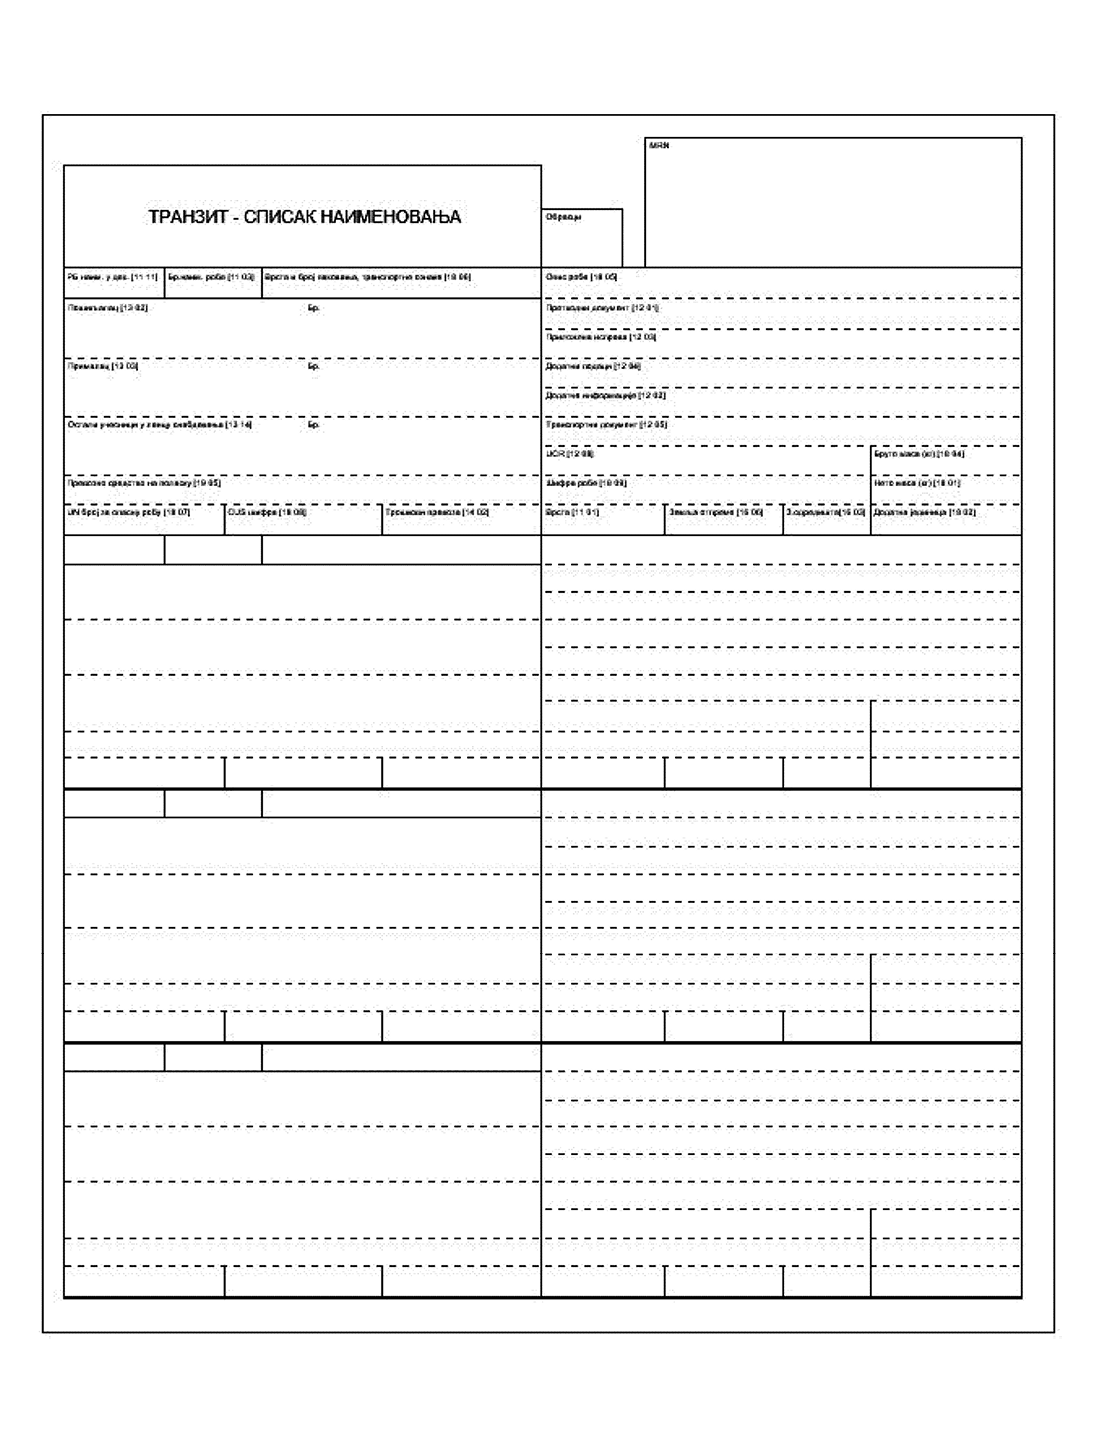 MRN
ТРАНЗИТ - СПИСАК НАИМЕНОВАЊА
Обрасци
РБ наим. у дек. [11 11]
Бр.наим. робе [11 03]
Врста и број паковања, транспортне ознаке [18 06]
Опис робе [18 05]
Пошиљалац [13 02]
Бр.
Претходни документ [12 01]
Приложена исправа [12 03]
Прималац [13 03]
Бр.
Додатни подаци [12 04]
Додатне информације [12 02]
Остали учесници у ланцу снабдевања [13 14]
Бр.
Транспортни документ [12 05]
UCR [12 08]
Бруто маса (кг) [18 04]
Превозно средство на поласку [19 05]
Шифра робе [18 09]
Нето маса (кг) [18 01]
UN број за опасну робу [18 07]
CUS шифра [18 08]
Трошкови превоза [14 02]
Врста [11 01]
Земља отпреме [16 06]
З.одредишта[16 03]
Додатна јединица [18 02]